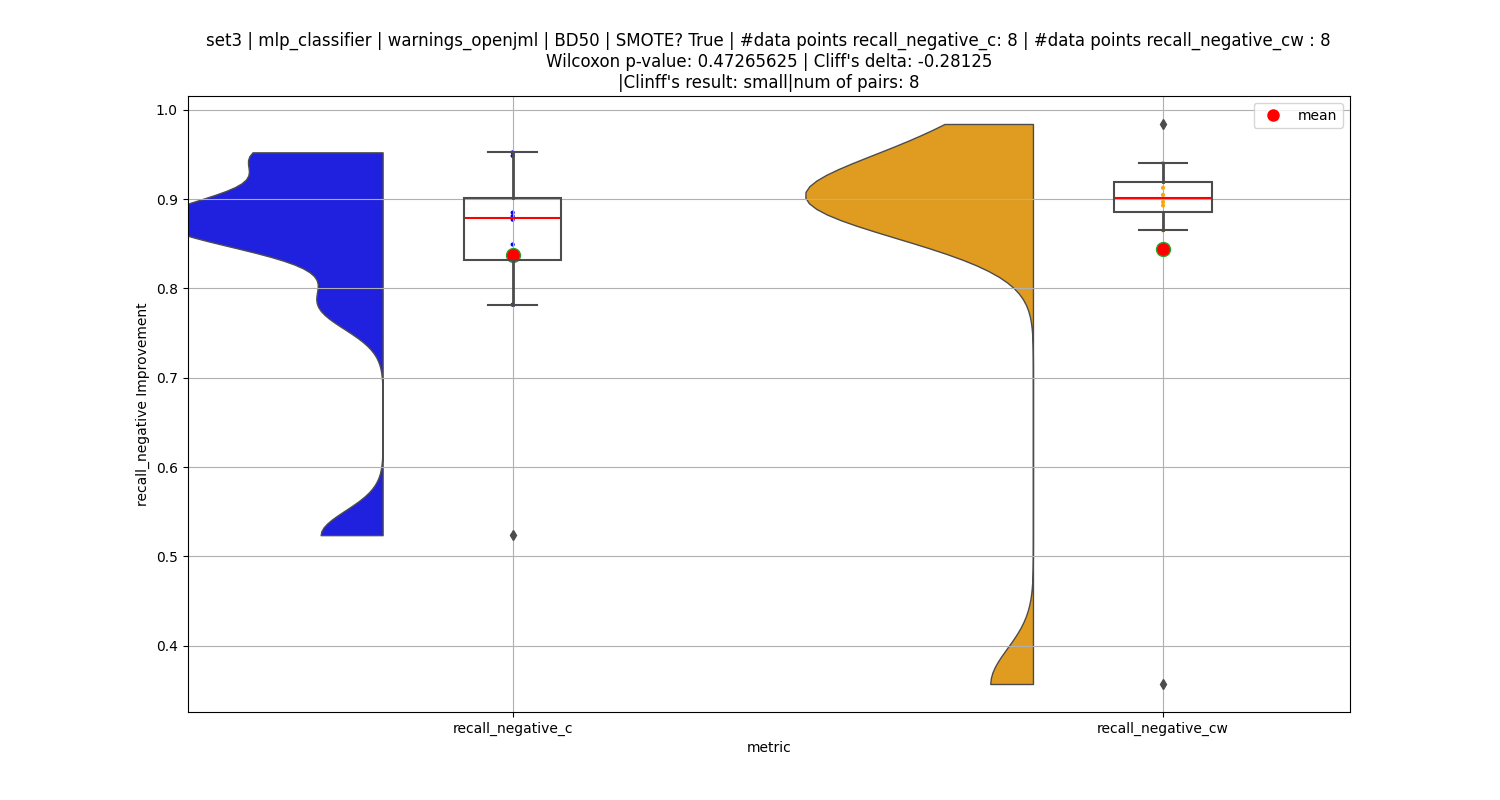 set3 | mlp_classifier | warnings_openjml | BD50 | SMOTE? True | #data points recall_negative_c: 8 | #data points recall_negative_cw : 8
Wilcoxon p-value: 0.47265625 | Cliff's delta: -0.28125
|Clinff's result: small|num of pairs: 8
mean
1.0
0.9
0.8
0.7
0.6
0.5
0.4
recall_negative Improvement
recall_negative_c
recall_negative_cw
metric